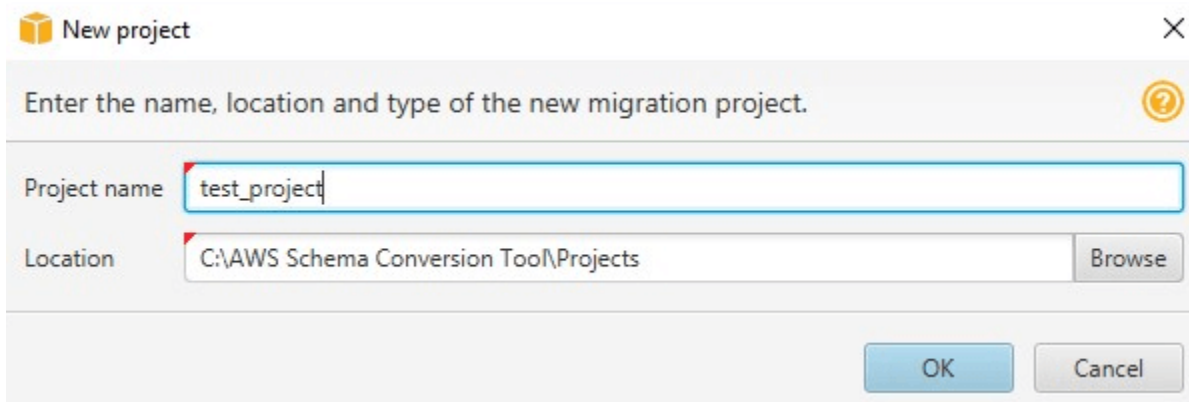 New project
Enter the name, location and type of the new migration project.
Project name test_project
Location C:\AWS Schema Conversion Tool\Projects Browse
OK Cancel